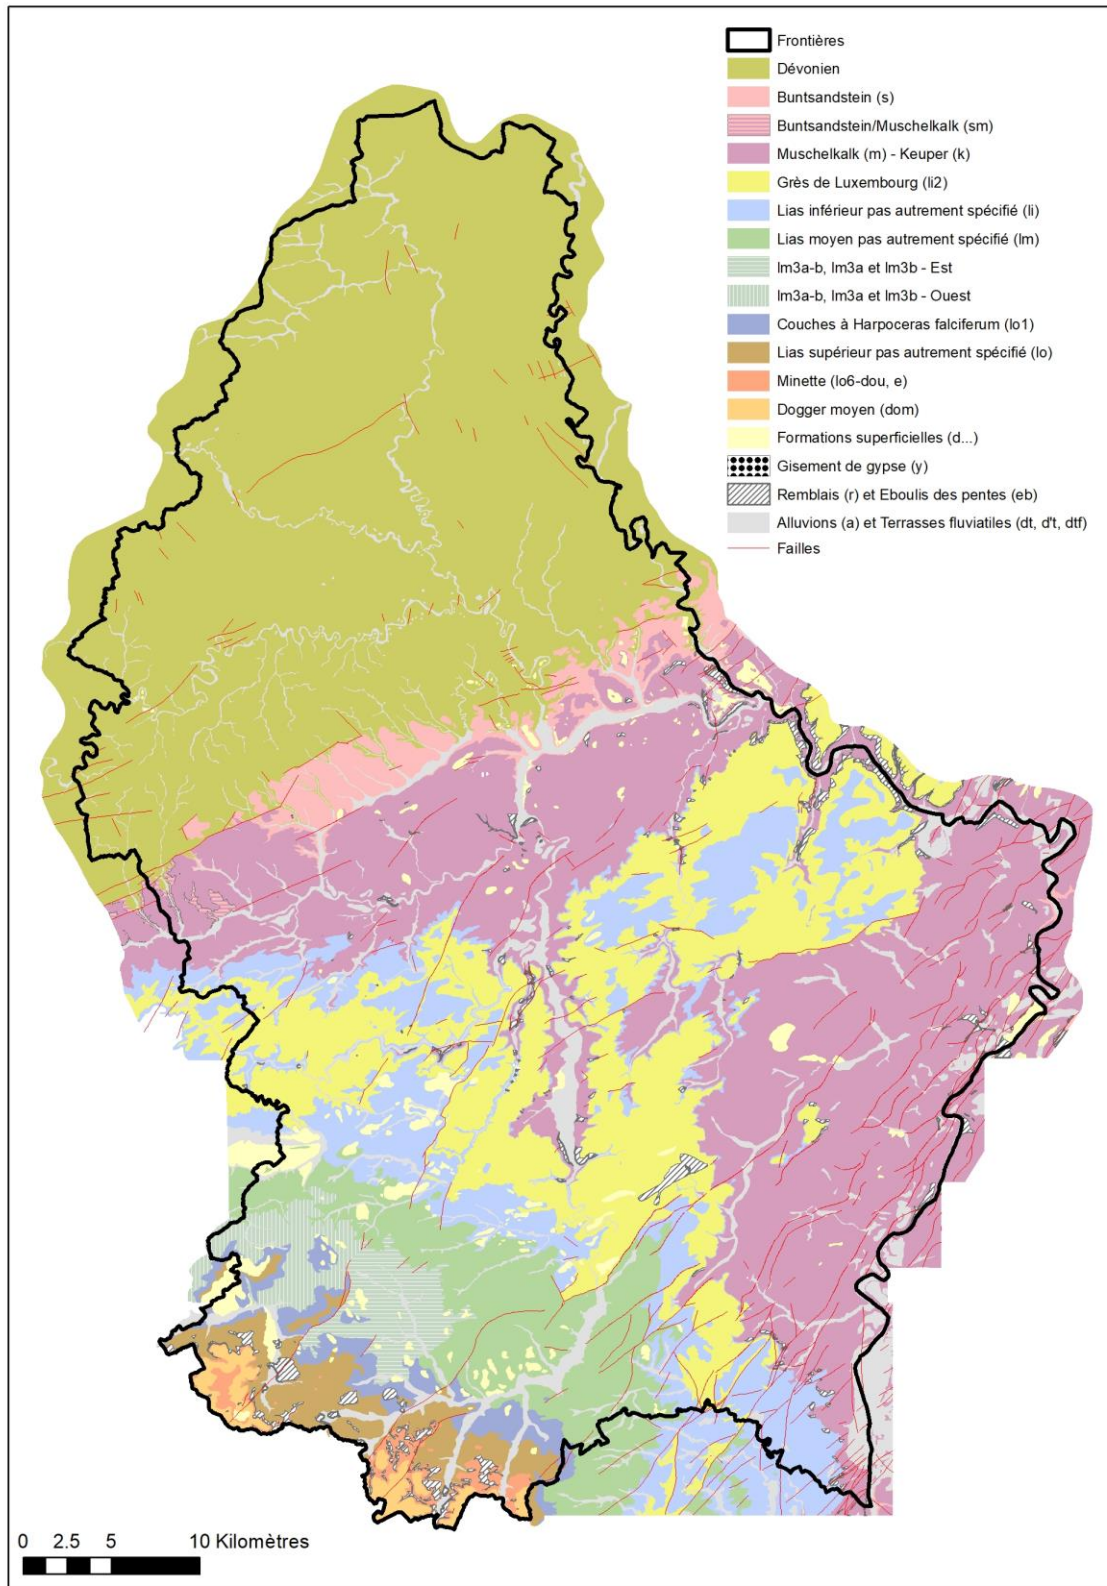 Frontières
Dévonien
Buntsandstein (s)
Buntsandstein/Muschelkalk (sm)
Muschelkalk (m) - Keuper (k)
Grès de Luxembourg (li2)
Lias inférieur pas autrement spécifié (li)
Lias moyen pas autrement spécifié (lm)
lm3a-b, lm3a et lm3b - Est
lm3a-b, lm3a et lm3b - Ouest
Couches à Harpoceras falciferum (lo1)
Lias supérieur pas autrement spécifié (lo)
Minette (lo6-dou, e)
Dogger moyen (dom)
Formations superficielles (d...)
Gisement de gypse (y)
Remblais (r) et Eboulis des pentes (eb)
Alluvions (a) et Terrasses fluviatiles (dt, d't, dtf)
Failles
0 2.5 5 10 Kilomètres